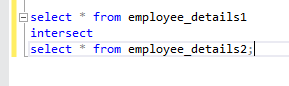 select * from employee_details1
intersect
select * from employee_details2;